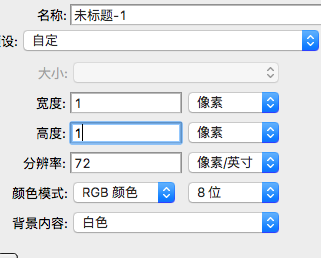 名称: 未标题-1
预设: 自定
大小:
宽度: 1 像素
高度: 1 像素
分辨率: 72 像素/英寸
颜色模式: RGB 颜色 8 位
背景内容: 白色